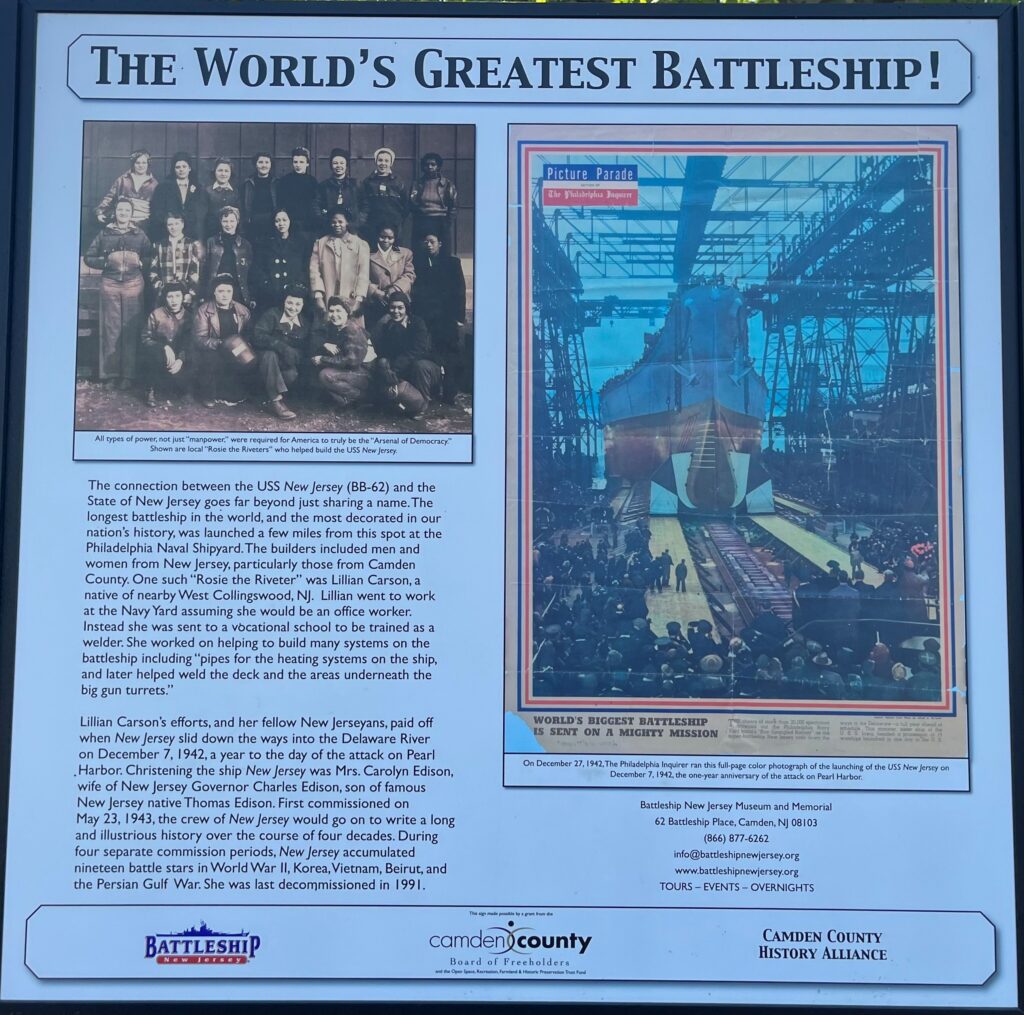 THE WORLD'S GREATEST BATTLESHIP!
All types of power, not just "manpower," were required for America to truly be the "Arsenal of Democracy."
Shown are local "Rosie the Riveters" who helped build the USS New Jersey.
The connection between the USS New Jersey (BB-62) and the
State of New Jersey goes far beyond just sharing a name. The
longest battleship in the world, and the most decorated in our
nation's history, was launched a few miles from this spot at the
Philadelphia Naval Shipyard. The builders included men and
women from New Jersey, particularly those from Camden
County. One such "Rosie the Riveter" was Lillian Carson, a
native of nearby West Collingswood, NJ. Lillian went to work
at the Navy Yard assuming she would be an office worker.
Instead she was sent to a vocational school to be trained as a
welder. She worked on helping to build many systems on the
battleship including "pipes for the heating systems on the ship,
and later helped weld the deck and the areas underneath the
big gun turrets."
Lillian Carson's efforts, and her fellow New Jerseyans, paid off
when New Jersey slid down the ways into the Delaware River
on December 7, 1942, a year to the day of the attack on Pearl
Harbor. Christening the ship New Jersey was Mrs. Carolyn Edison,
wife of New Jersey Governor Charles Edison, son of famous
New Jersey native Thomas Edison. First commissioned on
May 23, 1943, the crew of New Jersey would go on to write a long
and illustrious history over the course of four decades. During
four separate commission periods, New Jersey accumulated
nineteen battle stars in World War II, Korea, Vietnam, Beirut, and
the Persian Gulf War. She was last decommissioned in 1991.
Picture Parade
The Philadelphia Inquirer
WORLD'S BIGGEST BATTLESHIP
IS SENT ON A MIGHTY MISSION
On December 27, 1942, The Philadelphia Inquirer ran this full-page color photograph of the launching of the USS New Jersey on
December 7, 1942, the one-year anniversary of the attack on Pearl Harbor.
Battleship New Jersey Museum and Memorial
62 Battleship Place, Camden, NJ 08103
(866) 877-6262
info@battleshipnewjersey.org
www.battleshipnewjersey.org
TOURS – EVENTS – OVERNIGHTS
BATTLESHIP
New Jersey
This sign made possible by a grant from the
camden county
Board of Freeholders
and the Open Space, Recreation, Farmland & Historic Preservation Trust Fund
CAMDEN COUNTY
HISTORY ALLIANCE